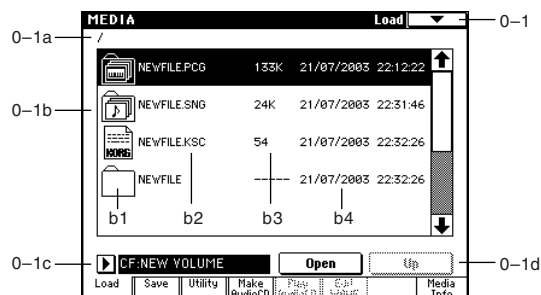 MEDIA Load 0–1
0–1a /
NEWFILE.PCG 133K 21/07/2003 22:12:22
0–1b NEWFILE.SNG 24K 21/07/2003 22:31:46
KORG NEWFILE.KSC 54 21/07/2003 22:32:26
NEWFILE ----- 21/07/2003 22:32:26
b1 b2 b3 b4
0–1c CF:NEW VOLUME Open Up 0–1d
Load Save Utility Make Play Edit Media
AudioCD AudioCD WAVE Info